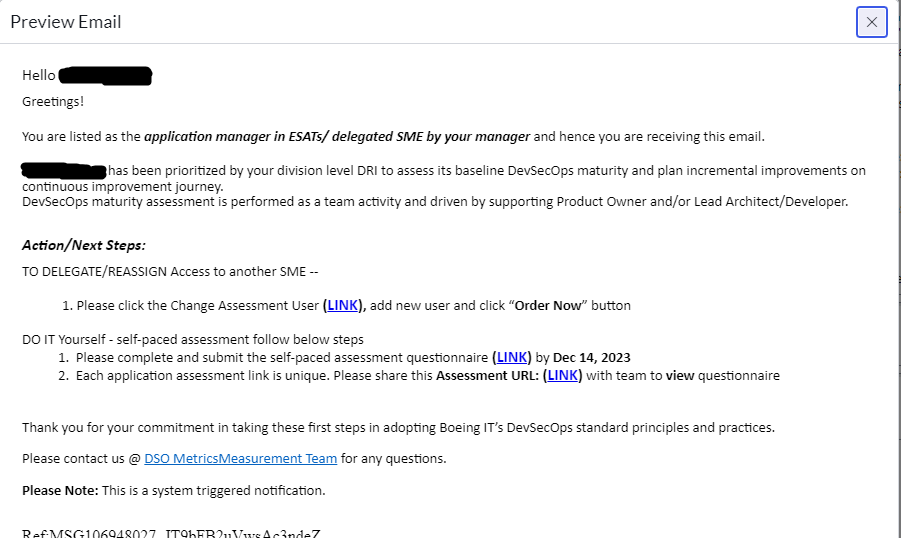 Preview Email
Hello
Greetings!
You are listed as the application manager in ESATs/ delegated SME by your manager and hence you are receiving this email.
has been prioritized by your division level DRI to assess its baseline DevSecOps maturity and plan incremental improvements on
continuous improvement journey.
DevSecOps maturity assessment is performed as a team activity and driven by supporting Product Owner and/or Lead Architect/Developer.
Action/Next Steps:
TO DELEGATE/REASSIGN Access to another SME --
1. Please click the Change Assessment User (LINK), add new user and click “Order Now” button
DO IT Yourself - self-paced assessment follow below steps
1. Please complete and submit the self-paced assessment questionnaire (LINK) by Dec 14, 2023
2. Each application assessment link is unique. Please share this Assessment URL: (LINK) with team to view questionnaire
Thank you for your commitment in taking these first steps in adopting Boeing IT’s DevSecOps standard principles and practices.
Please contact us @ DSO MetricsMeasurement Team for any questions.
Please Note: This is a system triggered notification.